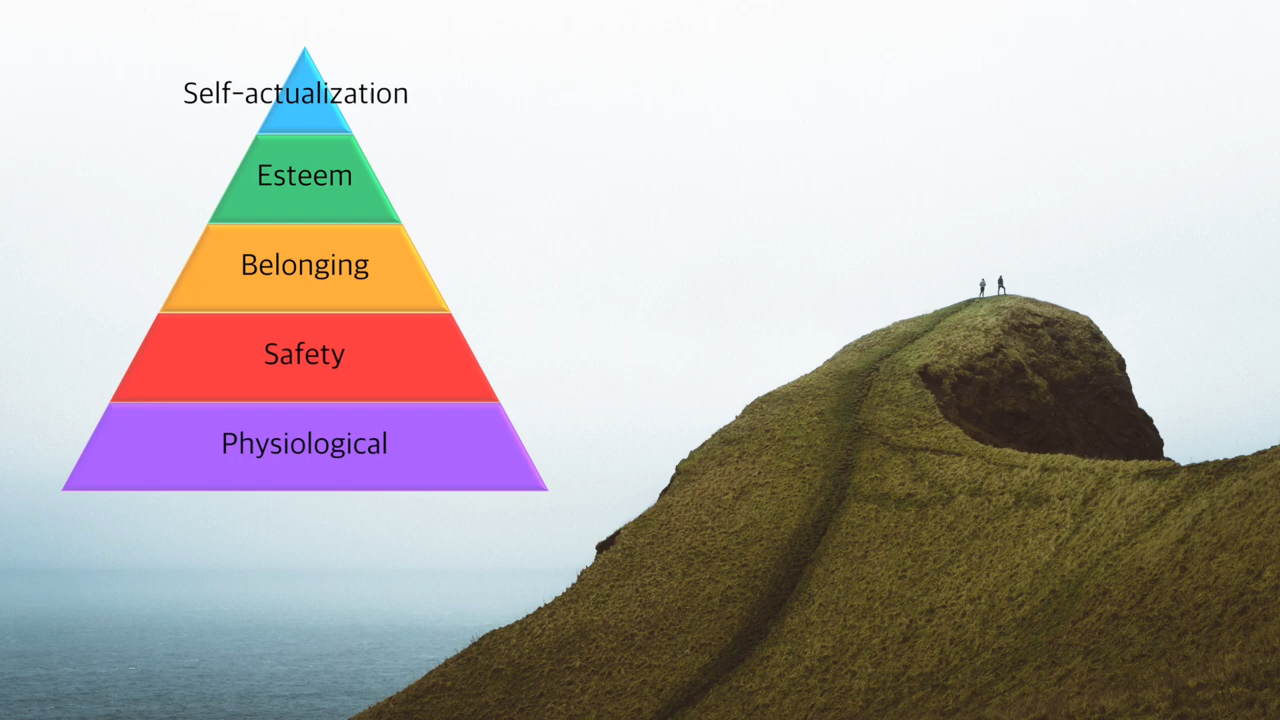 Self-actualization
Esteem
Belonging
Safety
Physiological